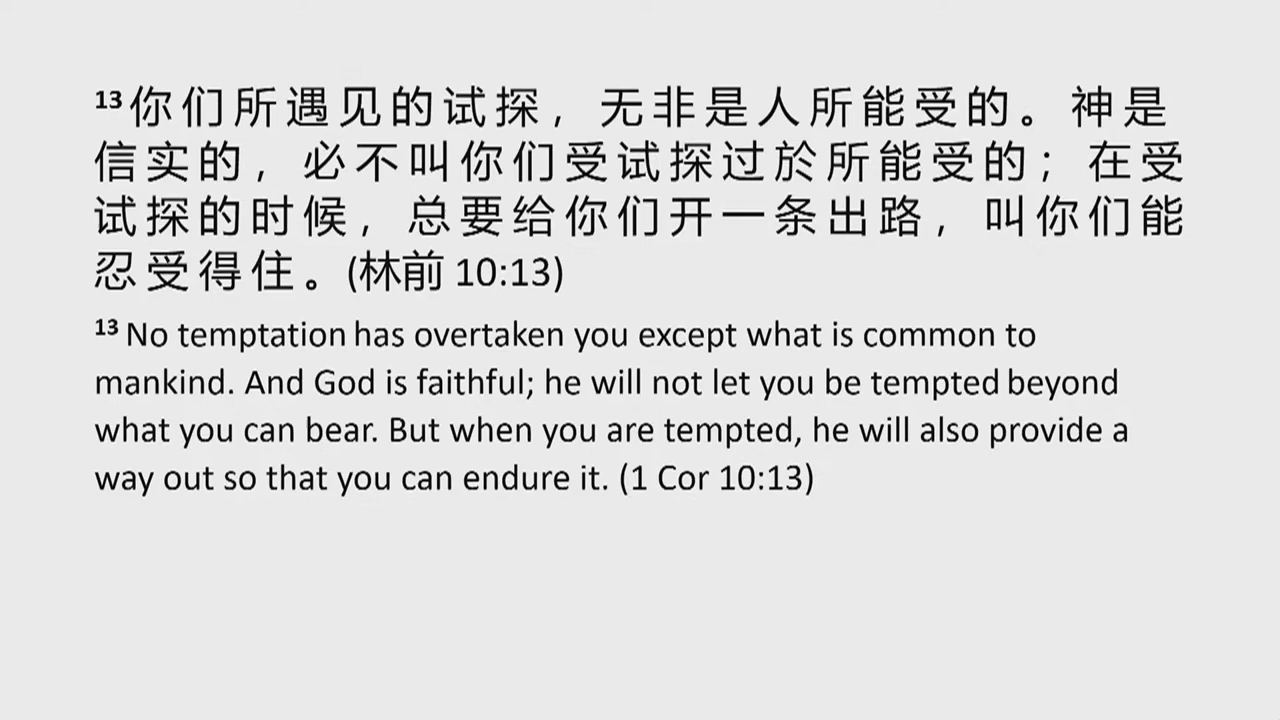 13 你们所遇见的试探，无非是人所能受的。神是
信实的，必不叫你们受试探过於所能受的；在受
试探的时候，总要给你们开一条出路，叫你们能
忍受得住。(林前 10:13)
13 No temptation has overtaken you except what is common to
mankind. And God is faithful; he will not let you be tempted beyond
what you can bear. But when you are tempted, he will also provide a
way out so that you can endure it. (1 Cor 10:13)